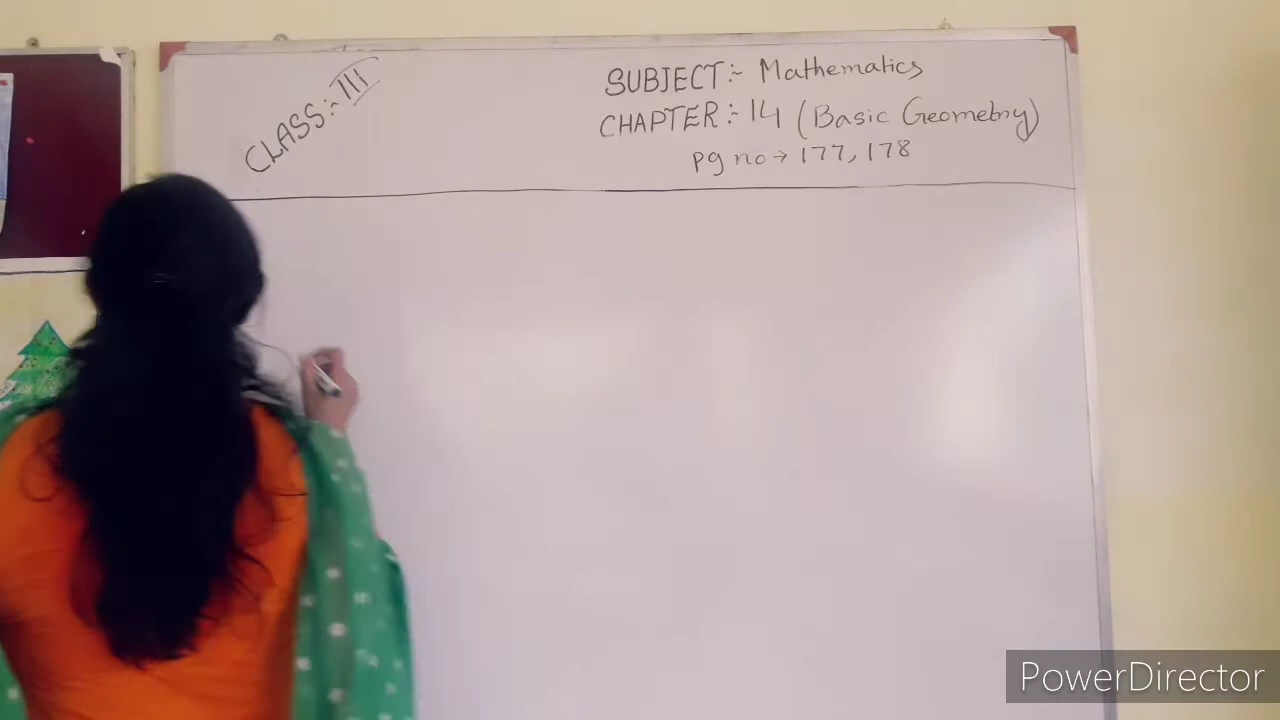 CLASS:- III
SUBJECT:- Mathematics
CHAPTER:- 14 (Basic Geometry)
pg no → 177, 178
PowerDirector